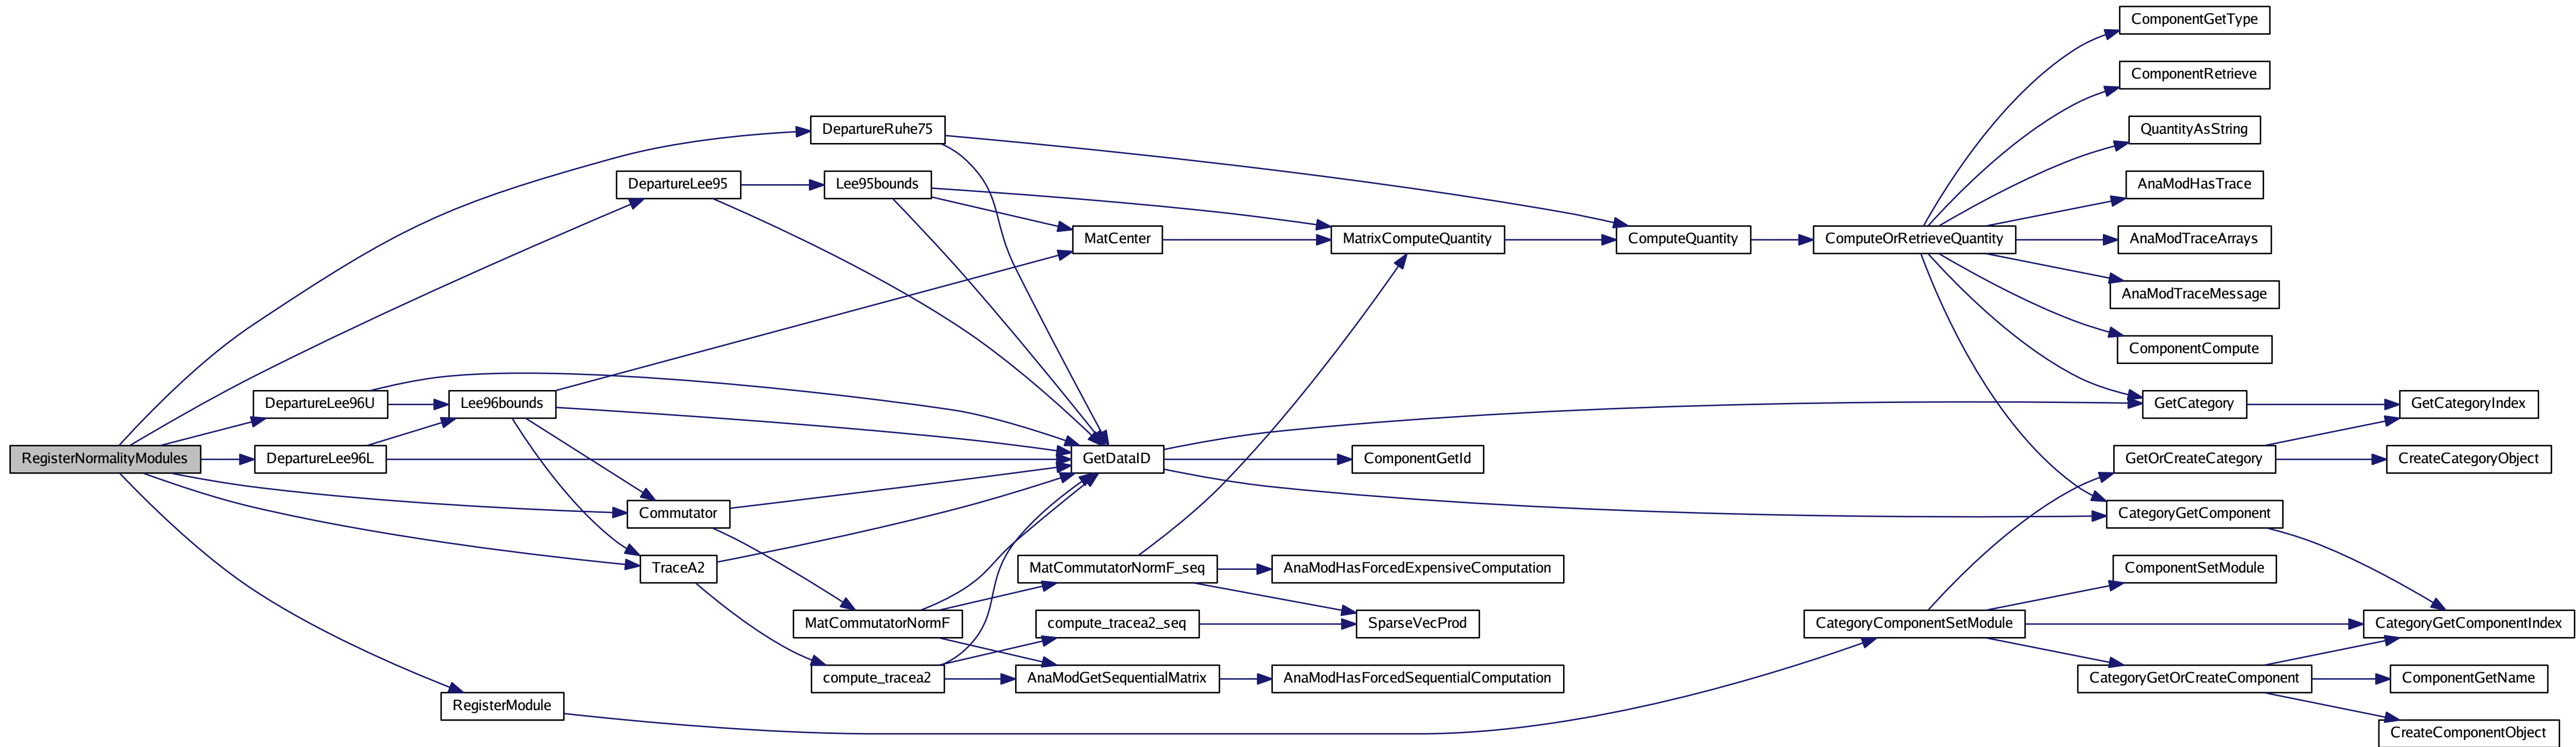 ComponentGetType
ComponentRetrieve
DepartureRuhe75
QuantityAsString
DepartureLee95
Lee95bounds
AnaModHasTrace
MatCenter
MatrixComputeQuantity
ComputeQuantity
ComputeOrRetrieveQuantity
AnaModTraceArrays
AnaModTraceMessage
ComponentCompute
DepartureLee96U
Lee96bounds
GetCategory
GetCategoryIndex
RegisterNormalityModules
DepartureLee96L
GetDataID
ComponentGetId
GetOrCreateCategory
CreateCategoryObject
Commutator
CategoryGetComponent
TraceA2
MatCommutatorNormF_seq
AnaModHasForcedExpensiveComputation
ComponentSetModule
MatCommutatorNormF
compute_tracea2_seq
SparseVecProd
CategoryComponentSetModule
CategoryGetComponentIndex
compute_tracea2
AnaModGetSequentialMatrix
AnaModHasForcedSequentialComputation
CategoryGetOrCreateComponent
ComponentGetName
RegisterModule
CreateComponentObject